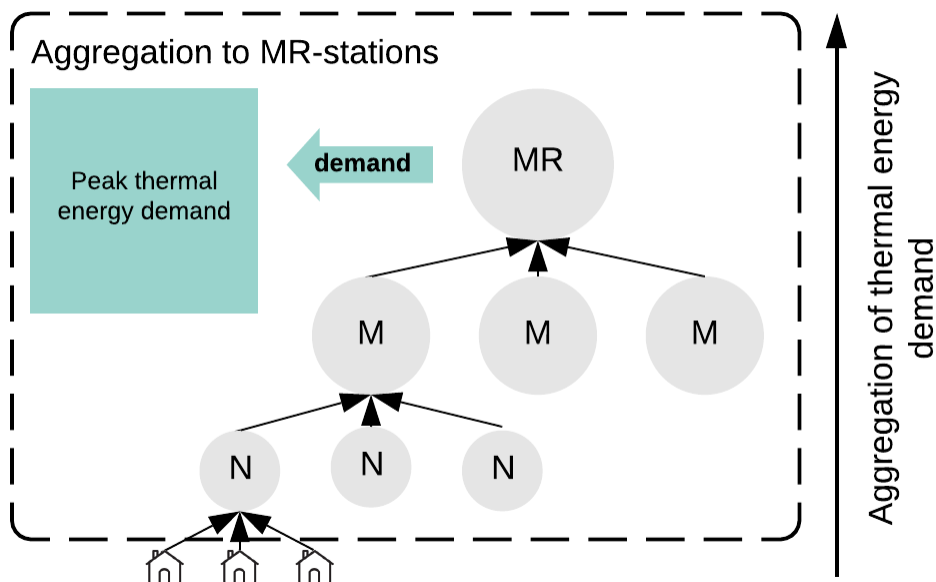 Aggregation to MR-stations
Peak thermal
energy demand
demand
MR
M
M
M
N
N
N
Aggregation of thermal energy
demand